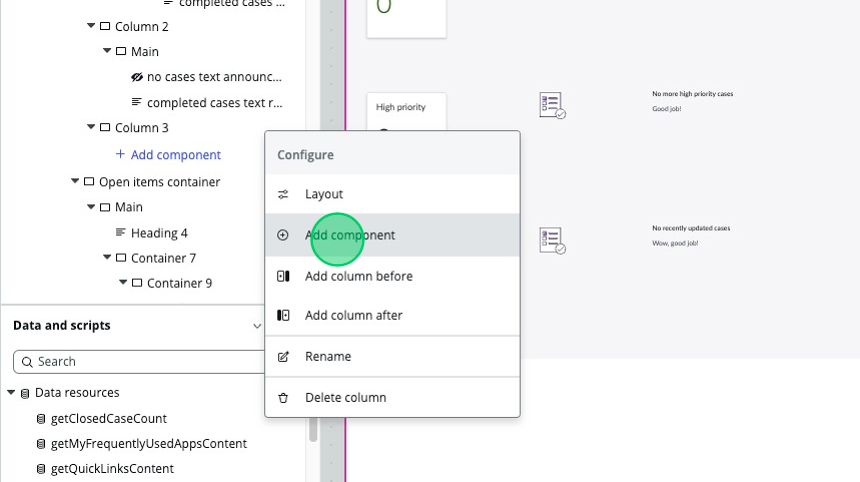 completed cases ...
Column 2
Main
no cases text announc...
completed cases text r...
Column 3
+ Add component
Open items container
Main
Heading 4
Container 7
Container 9
Data and scripts
Search
Data resources
getClosedCaseCount
getMyFrequentlyUsedAppsContent
getQuickLinksContent
Configure
Layout
Add component
Add column before
Add column after
Rename
Delete column
0
High priority
No more high priority cases
Good job!
No recently updated cases
Wow, good job!